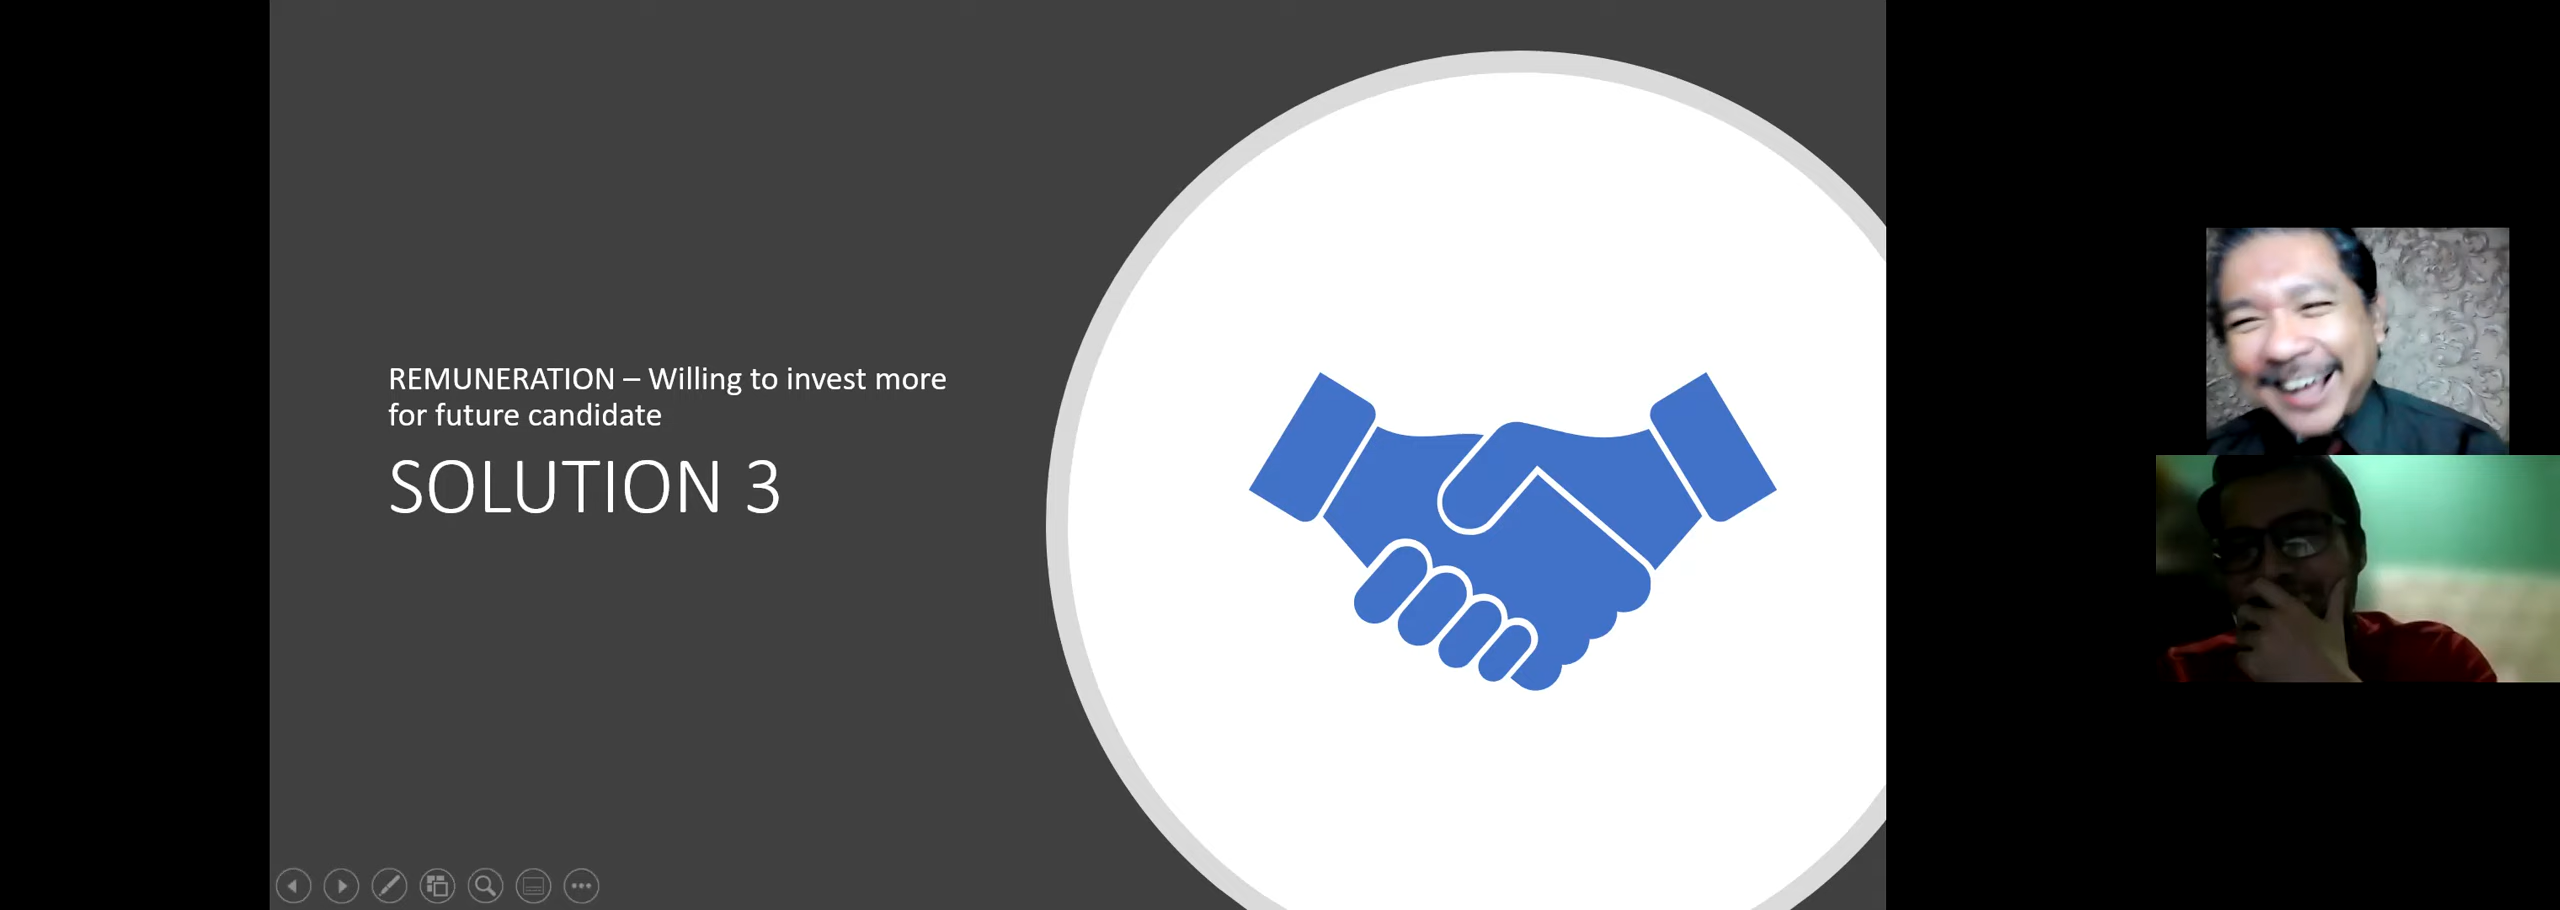 REMUNERATION – Willing to invest more
for future candidate
SOLUTION 3